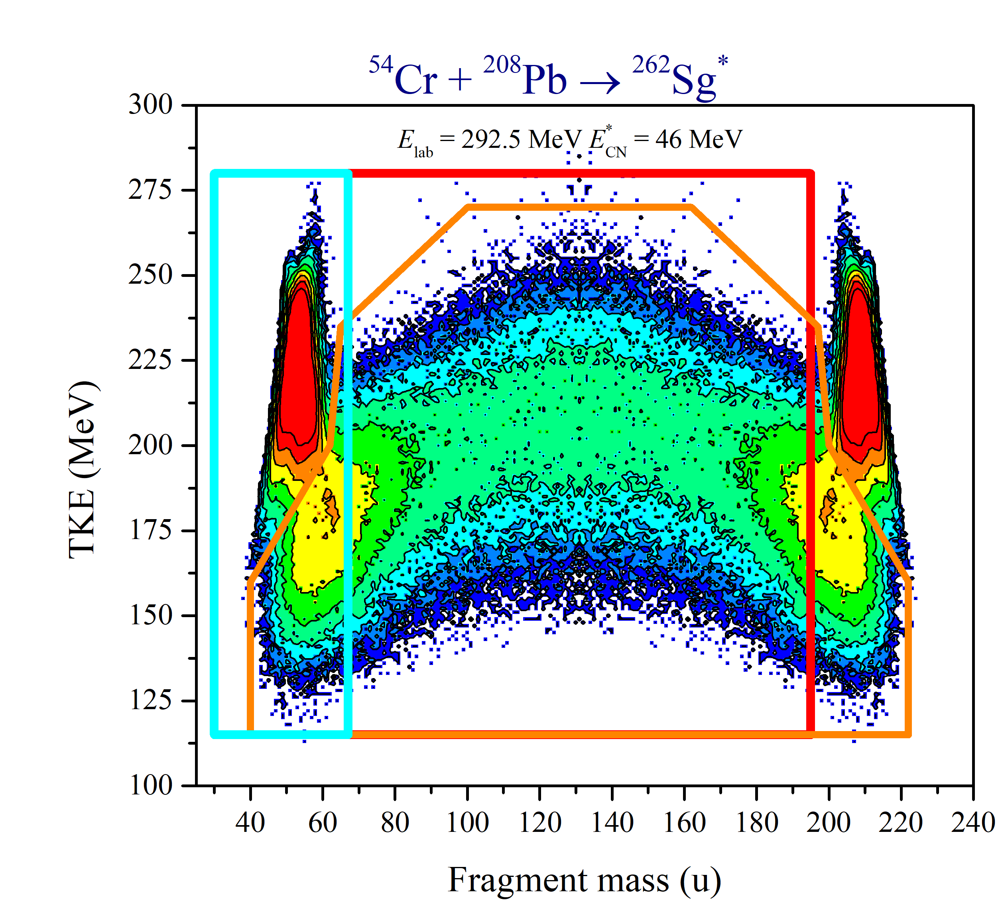 ⁵⁴Cr + ²⁰⁸Pb → ²⁶²Sg*
E_lab = 292.5 MeV E*_CN = 46 MeV
300
275
250
225
200
175
150
125
100
TKE (MeV)
40 60 80 100 120 140 160 180 200 220 240
Fragment mass (u)